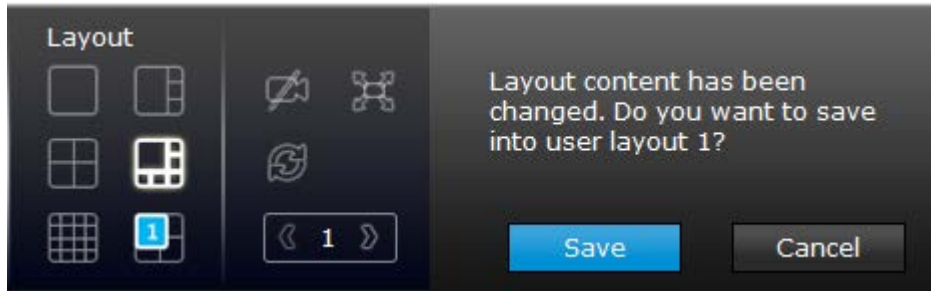 Layout
1
1
Layout content has been
changed. Do you want to save
into user layout 1?
Save
Cancel